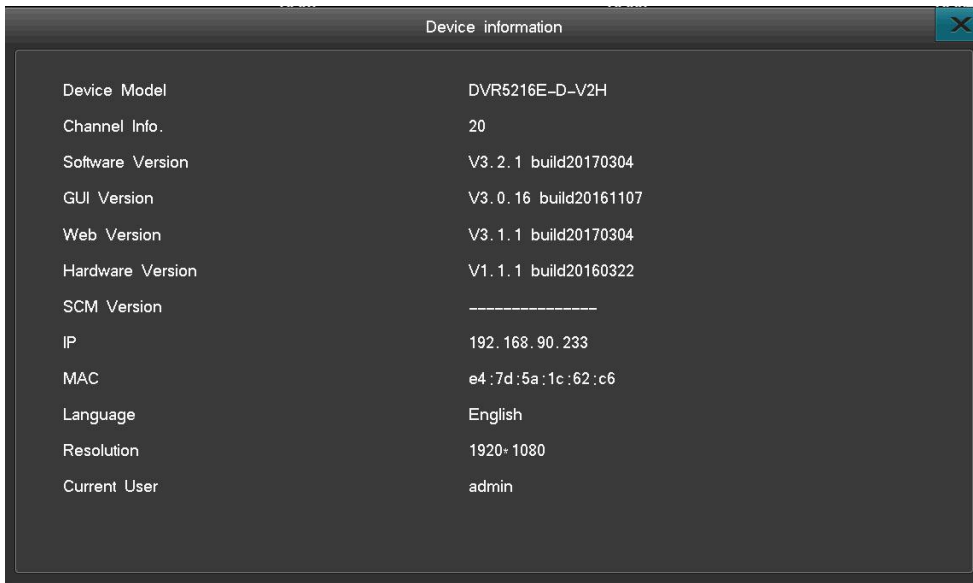 Device information
Device Model DVR5216E-D-V2H
Channel Info. 20
Software Version V3.2.1 build20170304
GUI Version V3.0.16 build20161107
Web Version V3.1.1 build20170304
Hardware Version V1.1.1 build20160322
SCM Version ---------------
IP 192.168.90.233
MAC e4:7d:5a:1c:62:c6
Language English
Resolution 1920*1080
Current User admin